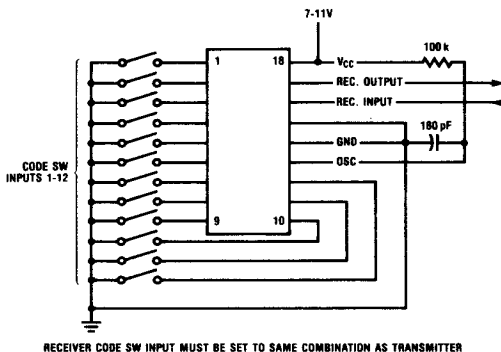 7-11V
1
18
VCC
100 k
REC. OUTPUT
REC. INPUT
180 pF
GND
CODE SW
INPUTS 1-12
OSC
9
10
RECEIVER CODE SW INPUT MUST BE SET TO SAME COMBINATION AS TRANSMITTER